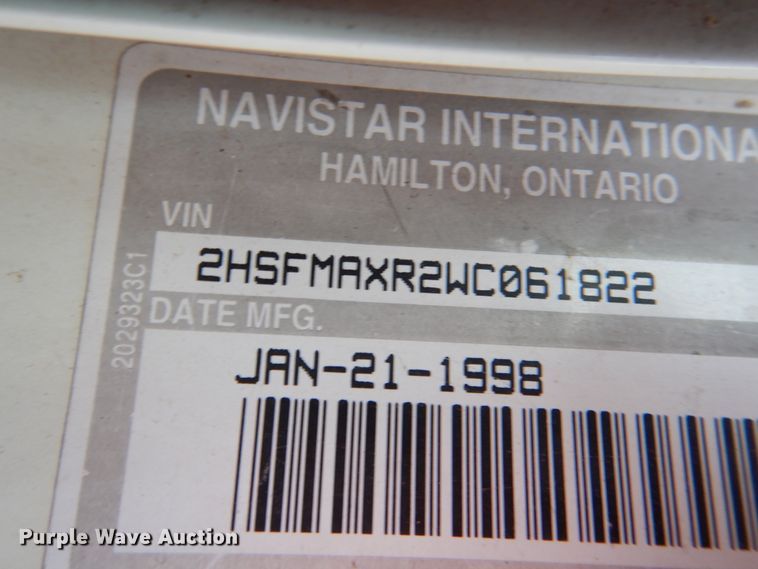 NAVISTAR INTERNATIONA
HAMILTON, ONTARIO
VIN
2HSFMAXR2WC061822
DATE MFG.
JAN-21-1998
2029323C1
Purple Wave Auction